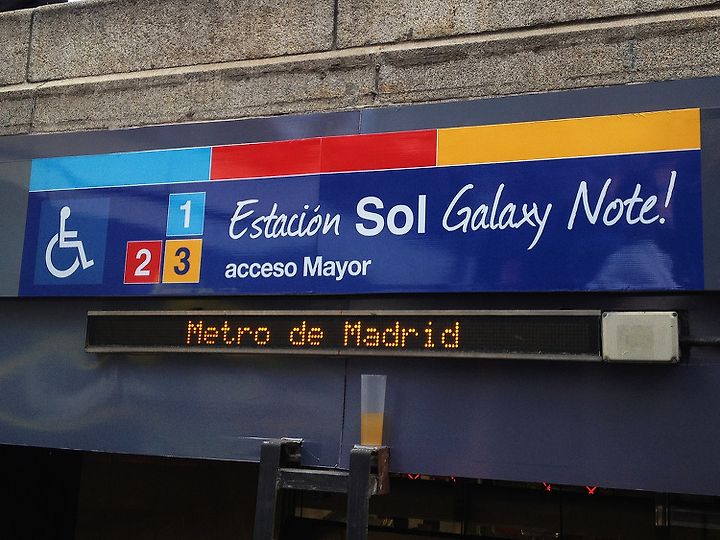 1
2 3
Estación Sol Galaxy Note!
acceso Mayor
Metro de Madrid